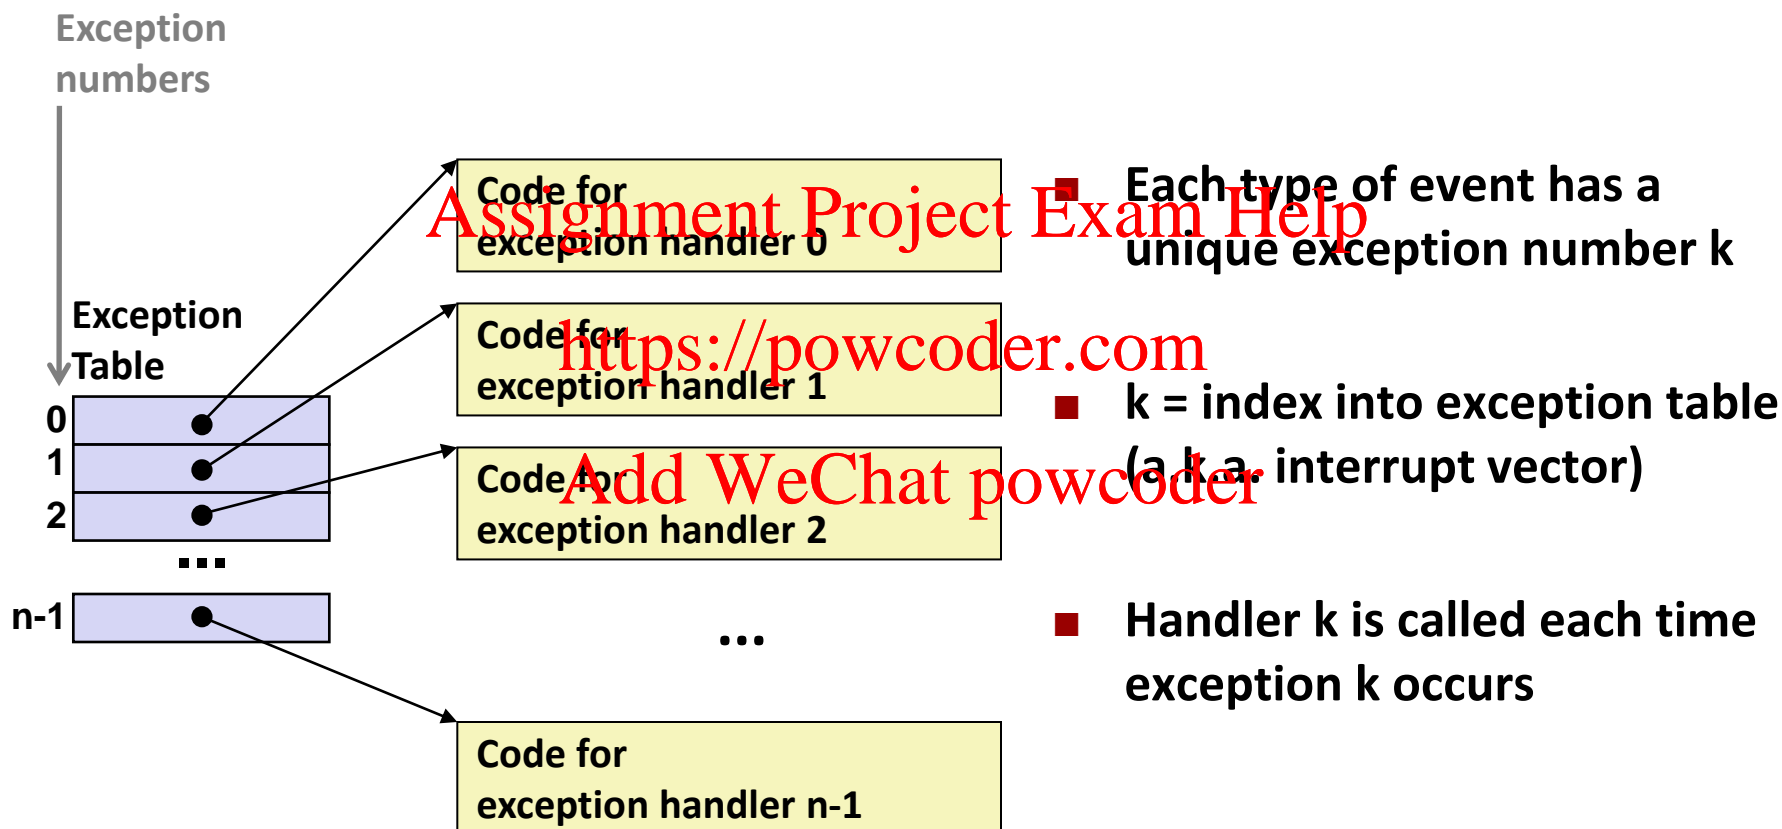 Exception
numbers
Exception
Table
0
1
2
...
n-1
Code for
exception handler 0
Code for
exception handler 1
Code for
exception handler 2
...
Code for
exception handler n-1
Each type of event has a
unique exception number k
k = index into exception table
(a.k.a. interrupt vector)
Handler k is called each time
exception k occurs
Assignment Project Exam Help
https://powcoder.com
Add WeChat powcoder